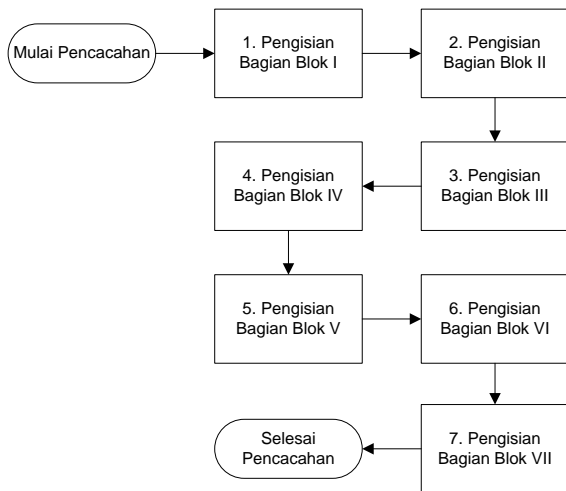 Mulai Pencacahan
1. Pengisian
Bagian Blok I
2. Pengisian
Bagian Blok II
3. Pengisian
Bagian Blok III
4. Pengisian
Bagian Blok IV
5. Pengisian
Bagian Blok V
6. Pengisian
Bagian Blok VI
7. Pengisian
Bagian Blok VII
Selesai
Pencacahan